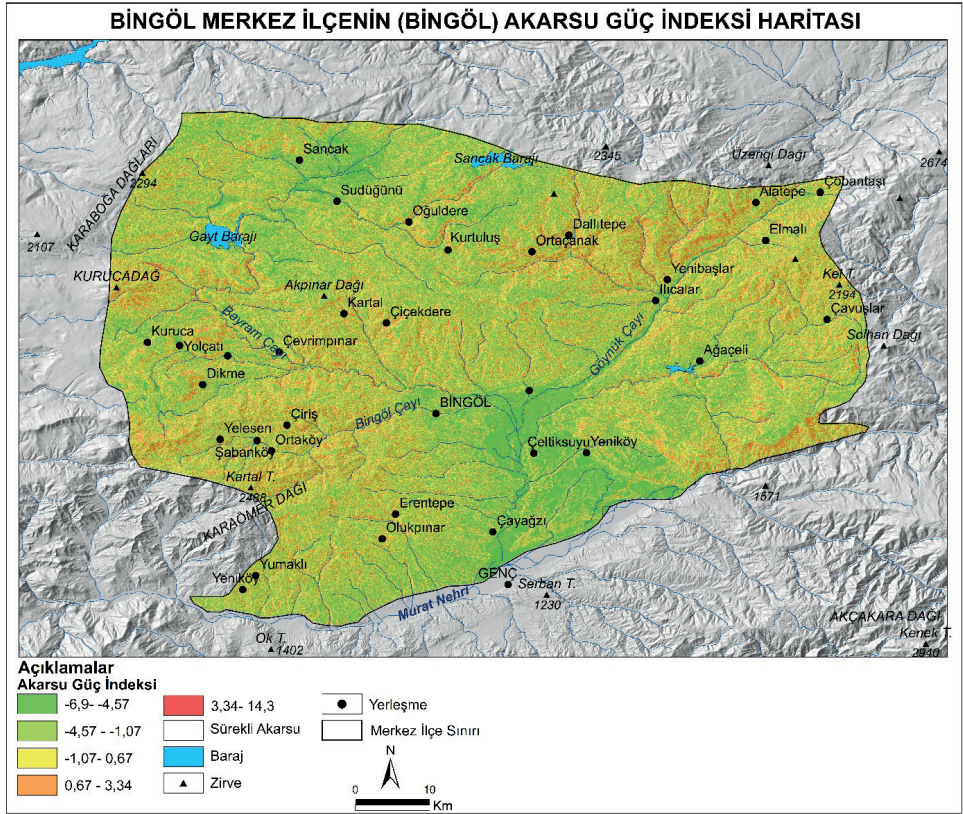 BİNGÖL MERKEZ İLÇENİN (BİNGÖL) AKARSU GÜÇ İNDEKSİ HARİTASI
Sancak
Sancak Barajı
2345
Üzengi Dağı
2674
KARABOĞA DAĞLARI
2294
Sudüğünü
Alatepe
Çobantaşı
Oğuldere
Dallıtepe
Elmalı
2107
Gayt Barajı
Kurtuluş
Ortaçanak
KURUCADAĞ
Akpınar Dağı
Yenibaşlar
Kel T.
2194
Ilıcalar
Kartal
Çiçekdere
Çavuşlar
Bayram Çayı
Göynük Çayı
Solhan Dağı
Kuruca
Yolçatı
Çevrimpınar
Ağaçeli
Dikme
BİNGÖL
Bingöl Çayı
Çiriş
Yelesen
Ortaköy
Şabanköy
Çeltiksuyu
Yeniköy
Kartal T.
2488
1571
KARAÖMER DAĞI
Erentepe
Olukpınar
Çayağzı
Yumaklı
Yeniköy
GENÇ
Serban T.
1230
Murat Nehri
AKÇAKARA DAĞI
Kenek T.
2940
Ok T.
1402
Açıklamalar
Akarsu Güç İndeksi
-6,9- -4,57
-4,57 - -1,07
-1,07- 0,67
0,67 - 3,34
3,34- 14,3
Sürekli Akarsu
Baraj
Zirve
Yerleşme
Merkez İlçe Sınırı
N
0 10
Km